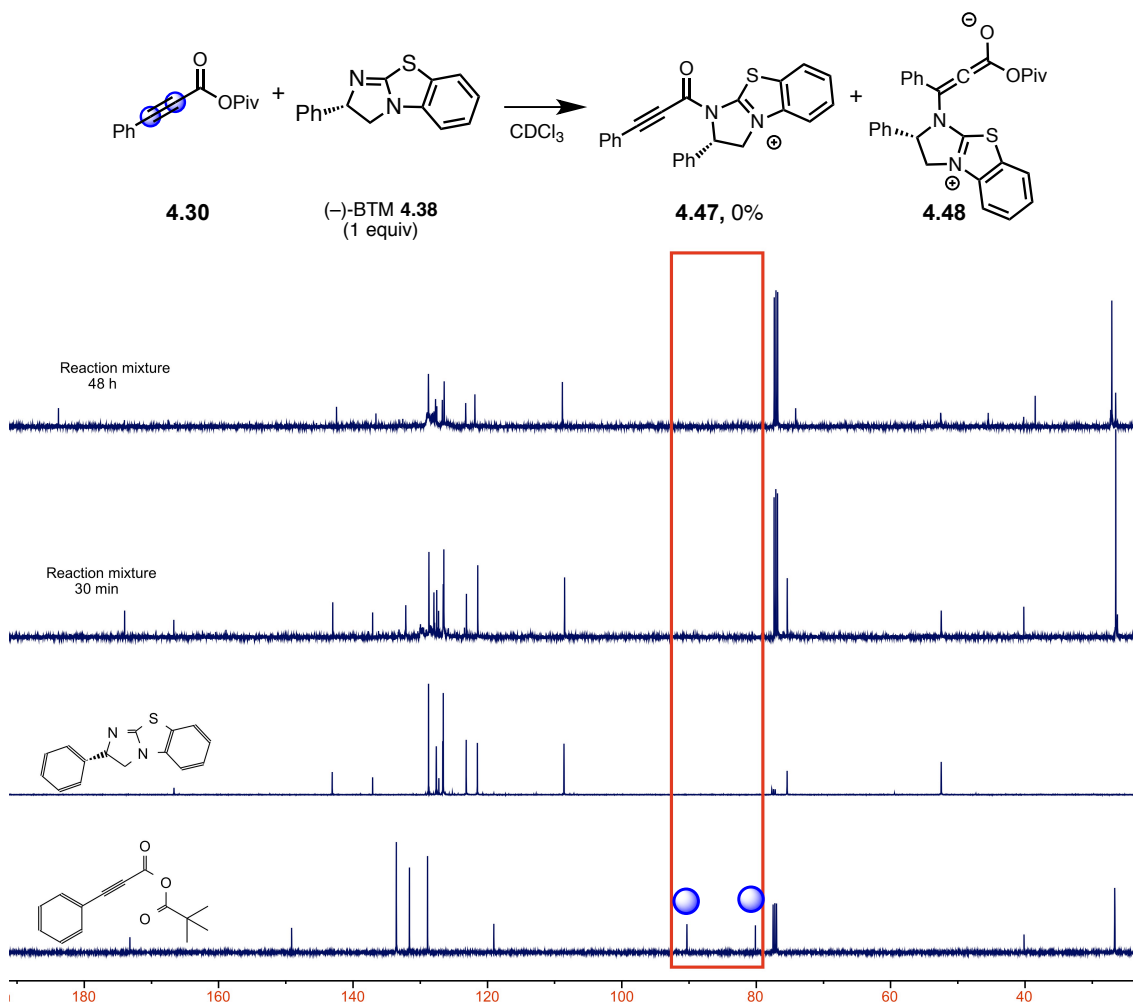 O
OPiv
Ph
+
N
S
N
Ph
CDCl3
O
N
S
N
⊕
Ph
Ph
+
⊖
O
Ph
OPiv
N
S
Ph
N
⊕
4.30
(–)-BTM 4.38
(1 equiv)
4.47, 0%
4.48
Reaction mixture
48 h
Reaction mixture
30 min
S
N
N
O
O
O
180 160 140 120 100 80 60 40